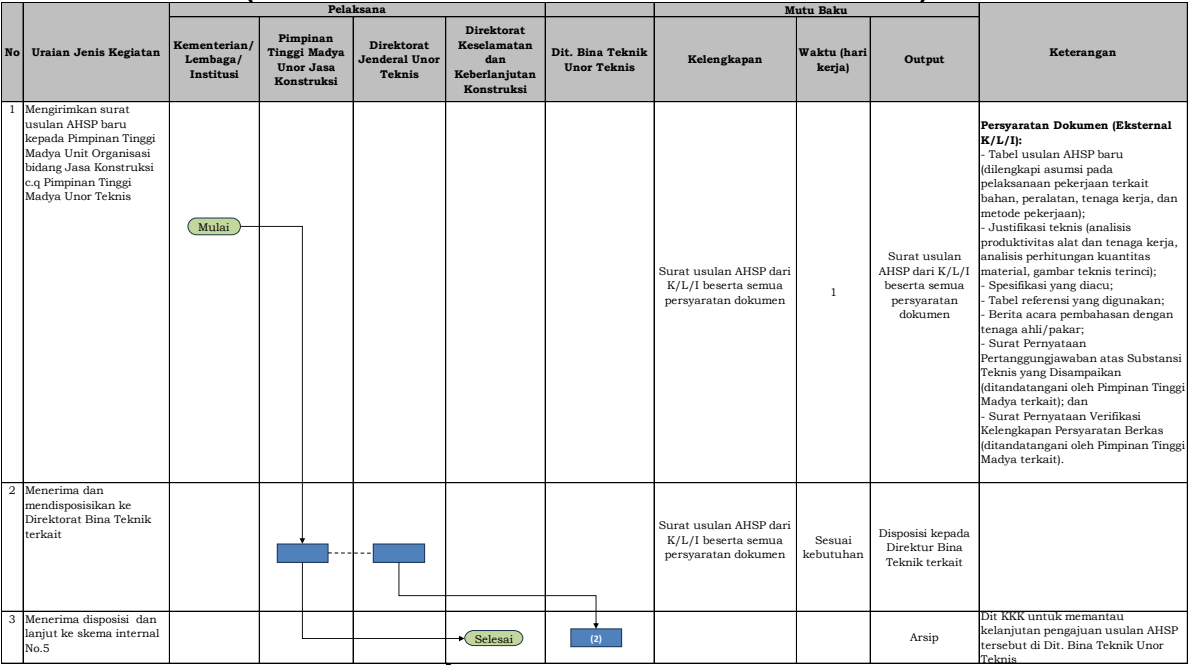 Pelaksana
Mutu Baku
No
Uraian Jenis Kegiatan
Kementerian/
Lembaga/
Institusi
Pimpinan
Tinggi Madya
Unor Jasa
Konstruksi
Direktorat
Jenderal Unor
Teknis
Direktorat
Keselamatan
dan
Keberlanjutan
Konstruksi
Dit. Bina Teknik
Unor Teknis
Kelengkapan
Waktu (hari
kerja)
Output
Keterangan
1
Mengirimkan surat
usulan AHSP baru
kepada Pimpinan Tinggi
Madya Unit Organisasi
bidang Jasa Konstruksi
c.q Pimpinan Tinggi
Madya Unor Teknis
Mulai
Surat usulan AHSP dari
K/L/I beserta semua
persyaratan dokumen
1
Surat usulan
AHSP dari K/L/I
beserta semua
persyaratan
dokumen
Persyaratan Dokumen (Eksternal
K/L/I):
- Tabel usulan AHSP baru
(dilengkapi asumsi pada
pelaksanaan pekerjaan terkait
bahan, peralatan, tenaga kerja, dan
metode pekerjaan);
- Justifikasi teknis (analisis
produktivitas alat dan tenaga kerja,
analisis perhitungan kuantitas
material, gambar teknis terinci);
- Spesifikasi yang diacu;
- Tabel referensi yang digunakan;
- Berita acara pembahasan dengan
tenaga ahli/pakar;
- Surat Pernyataan
Pertanggungjawaban atas Substansi
Teknis yang Disampaikan
(ditandatangani oleh Pimpinan Tinggi
Madya terkait); dan
- Surat Pernyataan Verifikasi
Kelengkapan Persyaratan Berkas
(ditandatangani oleh Pimpinan Tinggi
Madya terkait).
2
Menerima dan
mendisposisikan ke
Direktorat Bina Teknik
terkait
Surat usulan AHSP dari
K/L/I beserta semua
persyaratan dokumen
Sesuai
kebutuhan
Disposisi kepada
Direktur Bina
Teknik terkait
3
Menerima disposisi dan
lanjut ke skema internal
No.5
Selesai
(2)
Arsip
Dit KKK untuk memantau
kelanjutan pengajuan usulan AHSP
tersebut di Dit. Bina Teknik Unor
Teknis